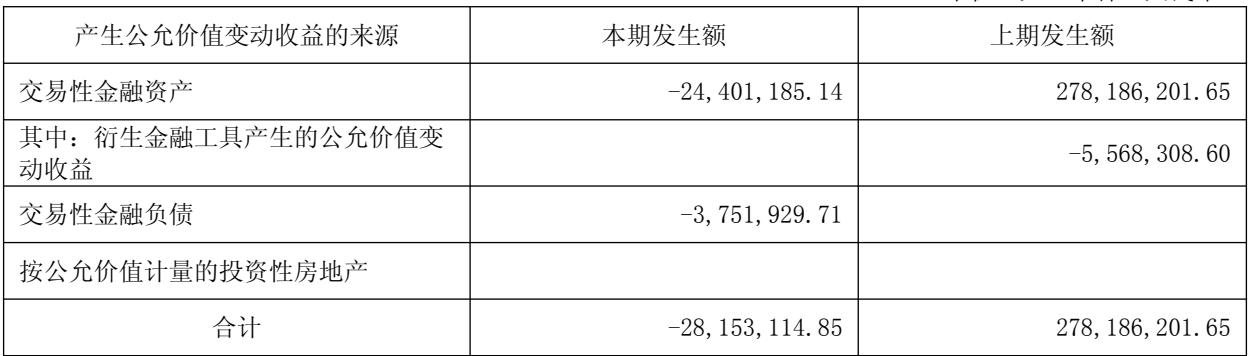 产生公允价值变动收益的来源 本期发生额 上期发生额
交易性金融资产 -24,401,185.14 278,186,201.65
其中：衍生金融工具产生的公允价值变
动收益 -5,568,308.60
交易性金融负债 -3,751,929.71
按公允价值计量的投资性房地产
合计 -28,153,114.85 278,186,201.65